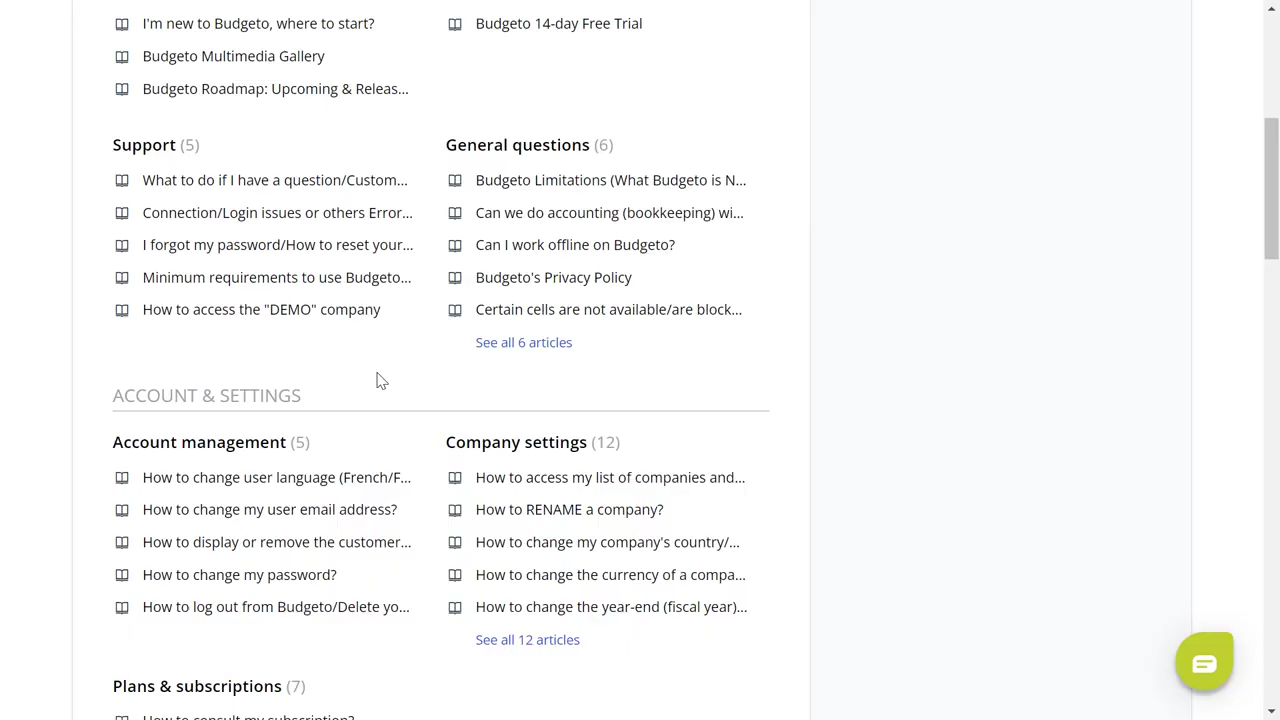 I'm new to Budgeto, where to start?
Budgeto Multimedia Gallery
Budgeto Roadmap: Upcoming & Releas...
Budgeto 14-day Free Trial
Support (5)
What to do if I have a question/Custom...
Connection/Login issues or others Error...
I forgot my password/How to reset your...
Minimum requirements to use Budgeto...
How to access the "DEMO" company
General questions (6)
Budgeto Limitations (What Budgeto is N...
Can we do accounting (bookkeeping) wi...
Can I work offline on Budgeto?
Budgeto's Privacy Policy
Certain cells are not available/are block...
See all 6 articles
ACCOUNT & SETTINGS
Account management (5)
How to change user language (French/F...
How to change my user email address?
How to display or remove the customer...
How to change my password?
How to log out from Budgeto/Delete yo...
Company settings (12)
How to access my list of companies and...
How to RENAME a company?
How to change my company's country/...
How to change the currency of a compa...
How to change the year-end (fiscal year)...
See all 12 articles
Plans & subscriptions (7)
How to consult my subscription?